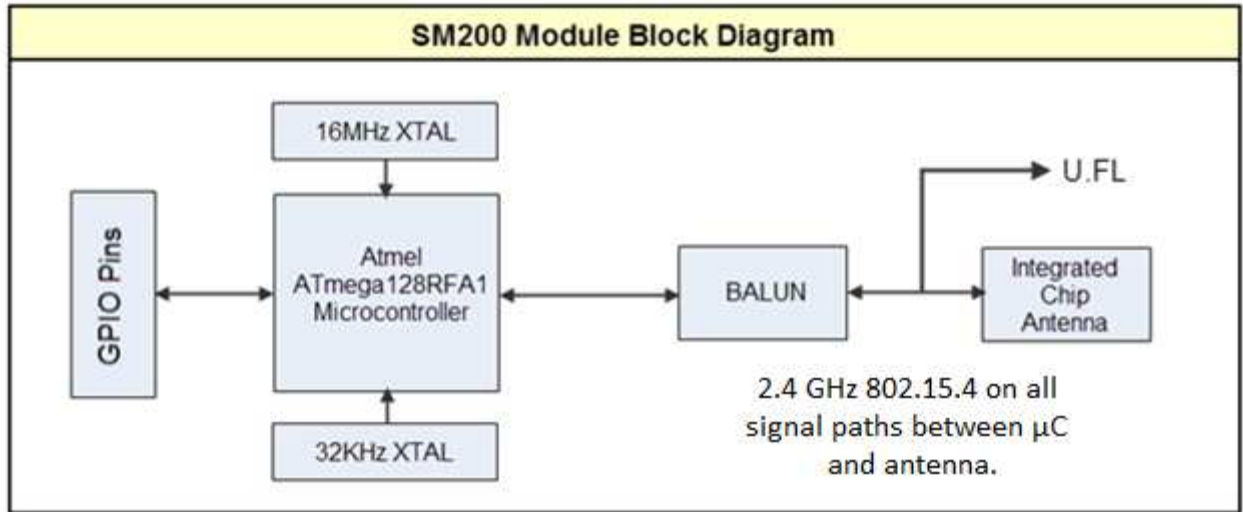 SM200 Module Block Diagram
16MHz XTAL
U.FL
GPIO Pins
Atmel
ATmega128RFA1
Microcontroller
BALUN
Integrated
Chip
Antenna
2.4 GHz 802.15.4 on all
signal paths between µC
and antenna.
32KHz XTAL